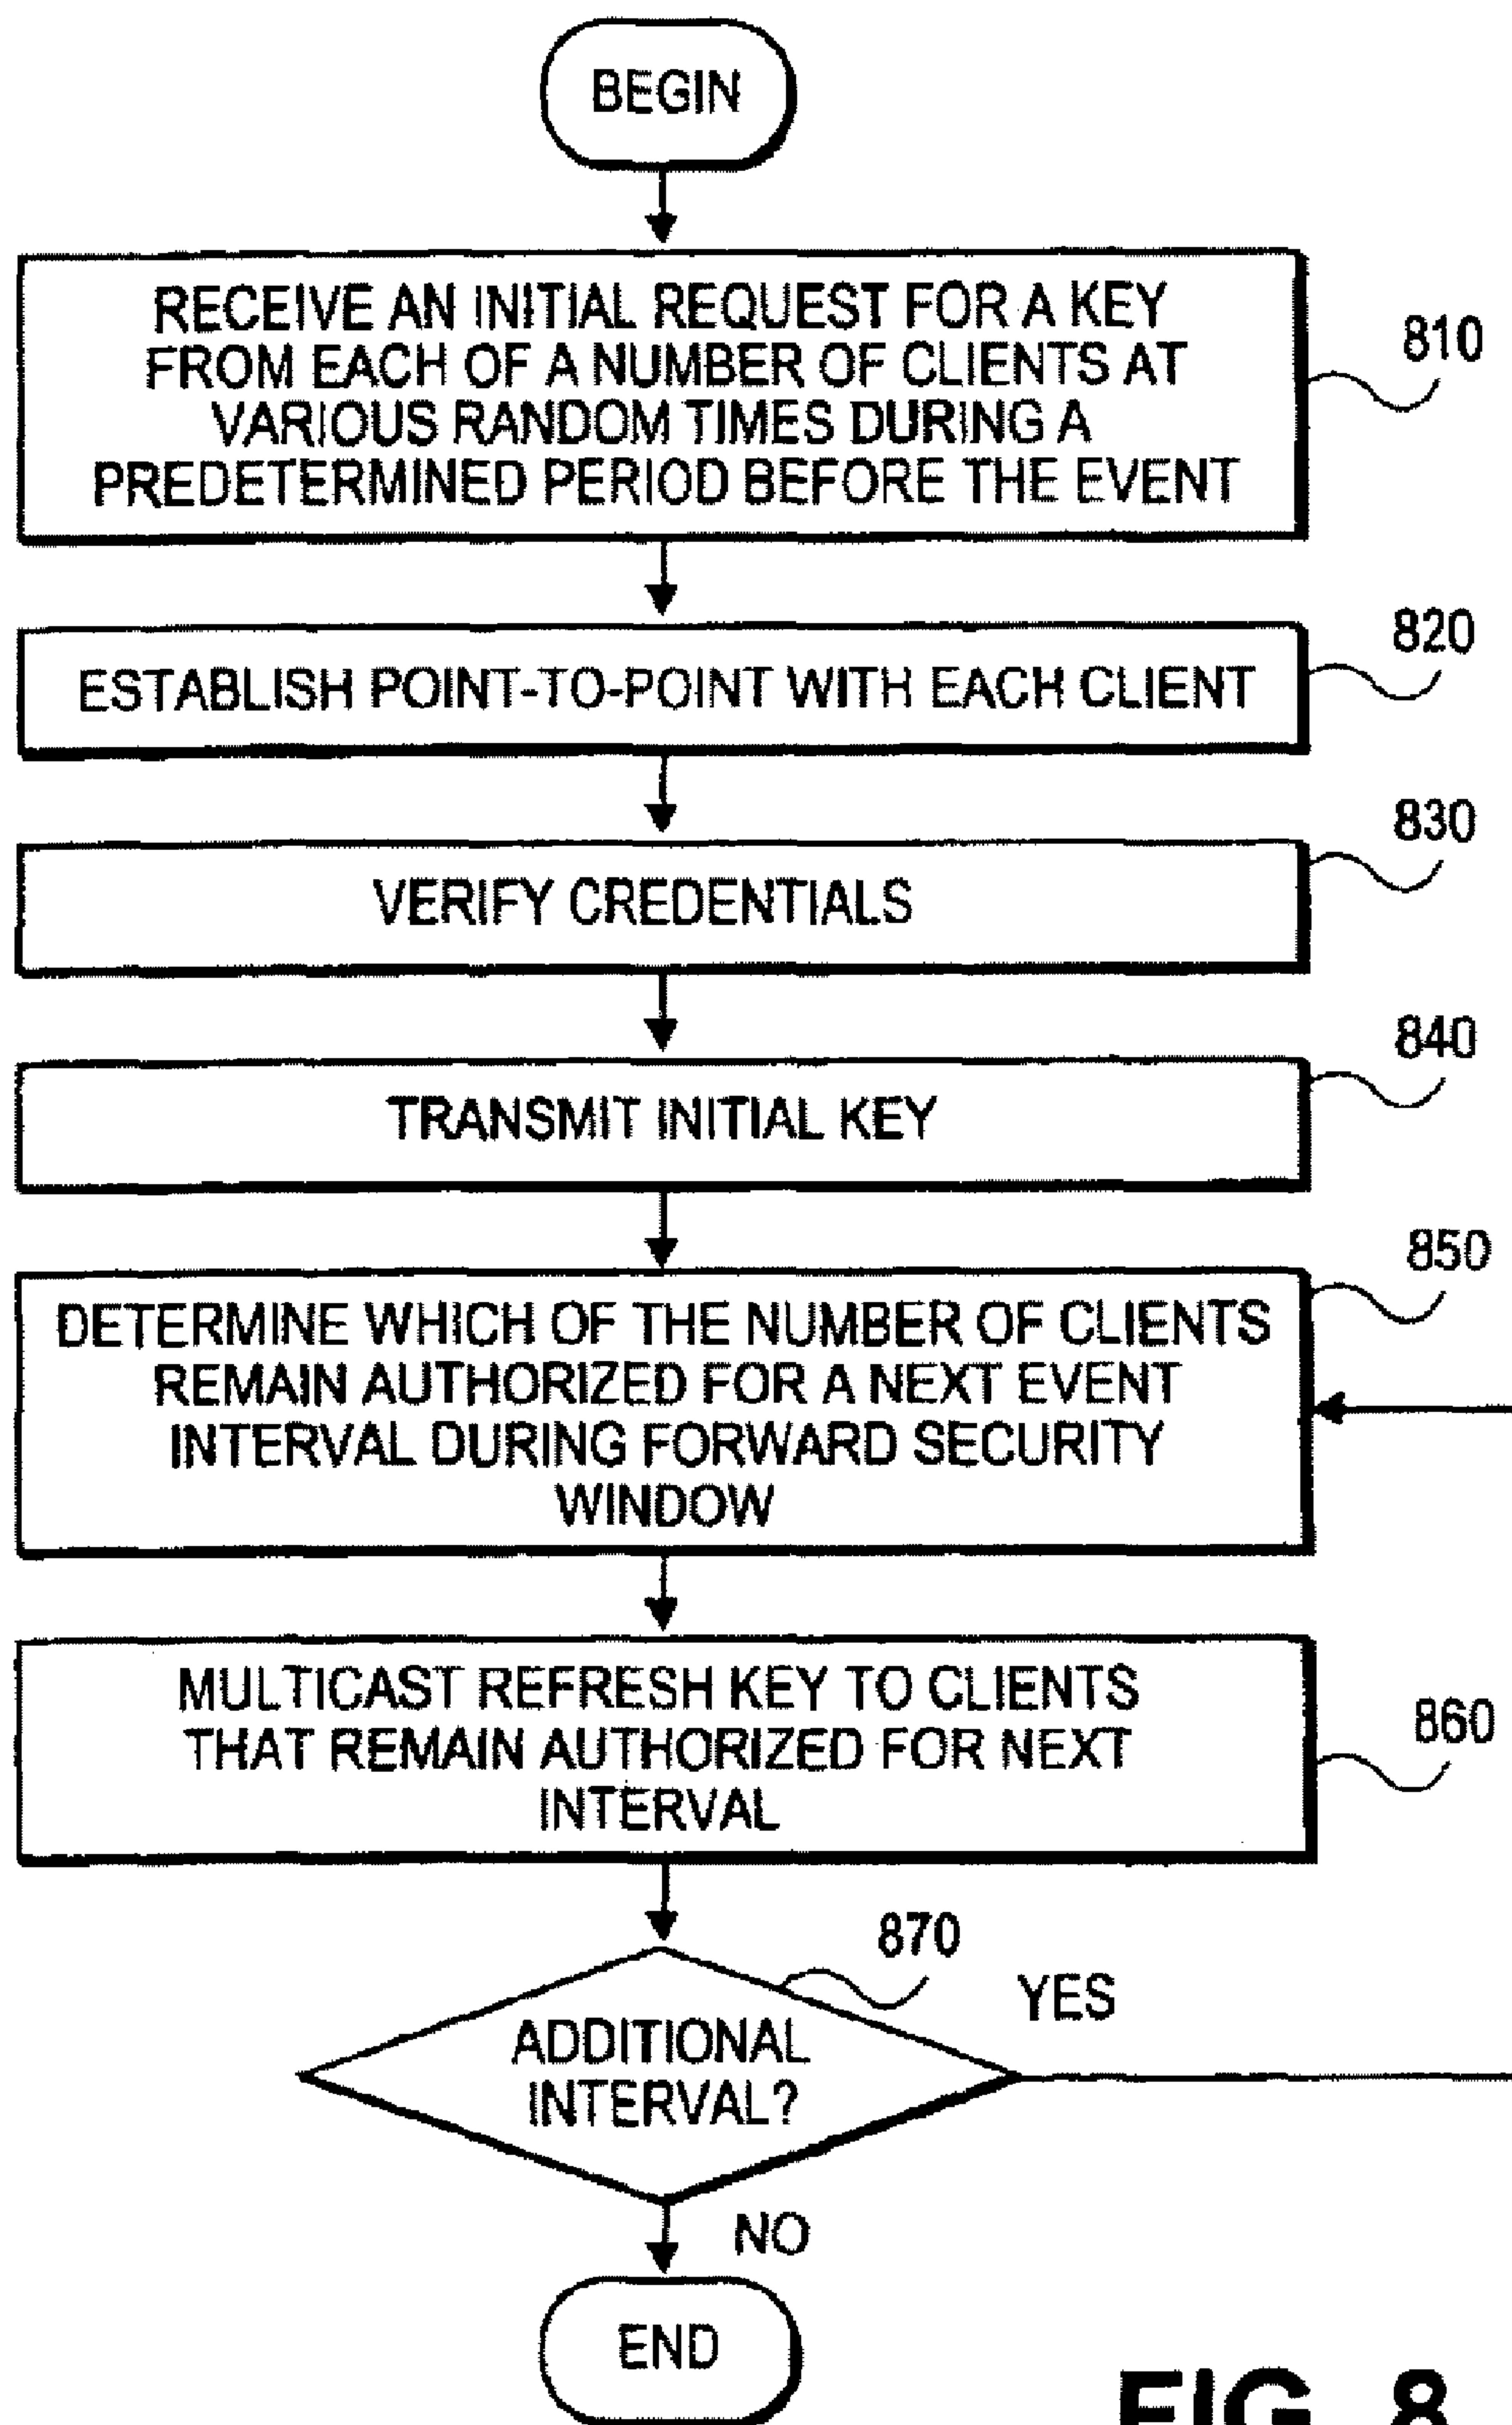 BEGIN
RECEIVE AN INITIAL REQUEST FOR A KEY
FROM EACH OF A NUMBER OF CLIENTS AT
VARIOUS RANDOM TIMES DURING A
PREDETERMINED PERIOD BEFORE THE EVENT
810
ESTABLISH POINT-TO-POINT WITH EACH CLIENT
820
VERIFY CREDENTIALS
830
TRANSMIT INITIAL KEY
840
DETERMINE WHICH OF THE NUMBER OF CLIENTS
REMAIN AUTHORIZED FOR A NEXT EVENT
INTERVAL DURING FORWARD SECURITY
WINDOW
850
MULTICAST REFRESH KEY TO CLIENTS
THAT REMAIN AUTHORIZED FOR NEXT
INTERVAL
860
870
ADDITIONAL
INTERVAL?
YES
NO
END
FIG. 8